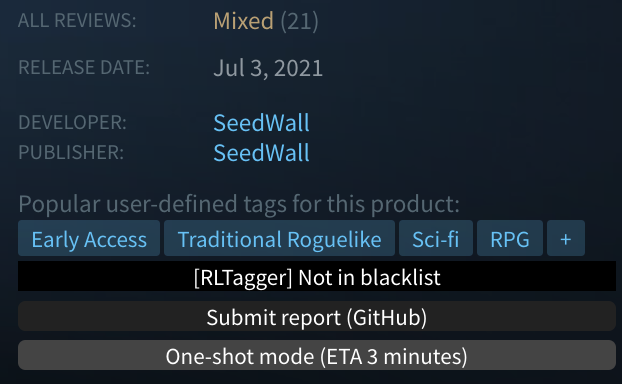 ALL REVIEWS: Mixed (21)
RELEASE DATE: Jul 3, 2021
DEVELOPER: SeedWall
PUBLISHER: SeedWall
Popular user-defined tags for this product:
Early Access Traditional Roguelike Sci-fi RPG +
[RLTagger] Not in blacklist
Submit report (GitHub)
One-shot mode (ETA 3 minutes)